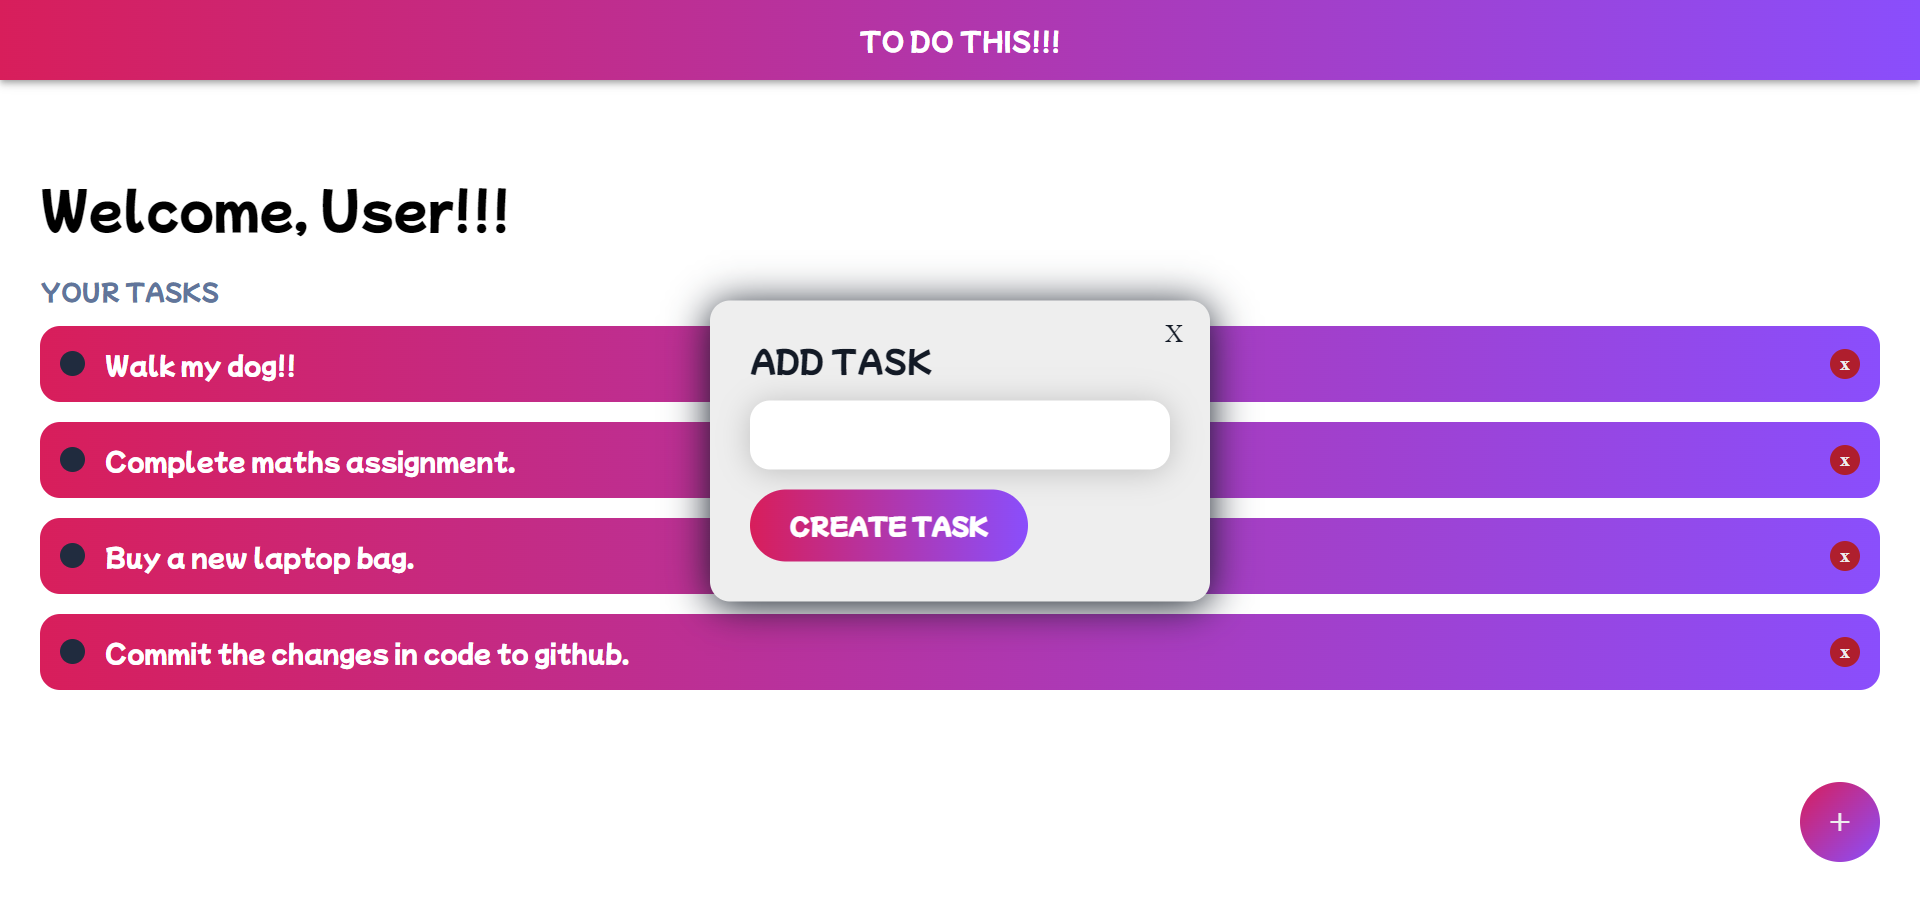 TO DO THIS!!!
Welcome, User!!!
YOUR TASKS
Walk my dog!!
x
Complete maths assignment.
x
Buy a new laptop bag.
x
Commit the changes in code to github.
x
X
ADD TASK
CREATE TASK
+